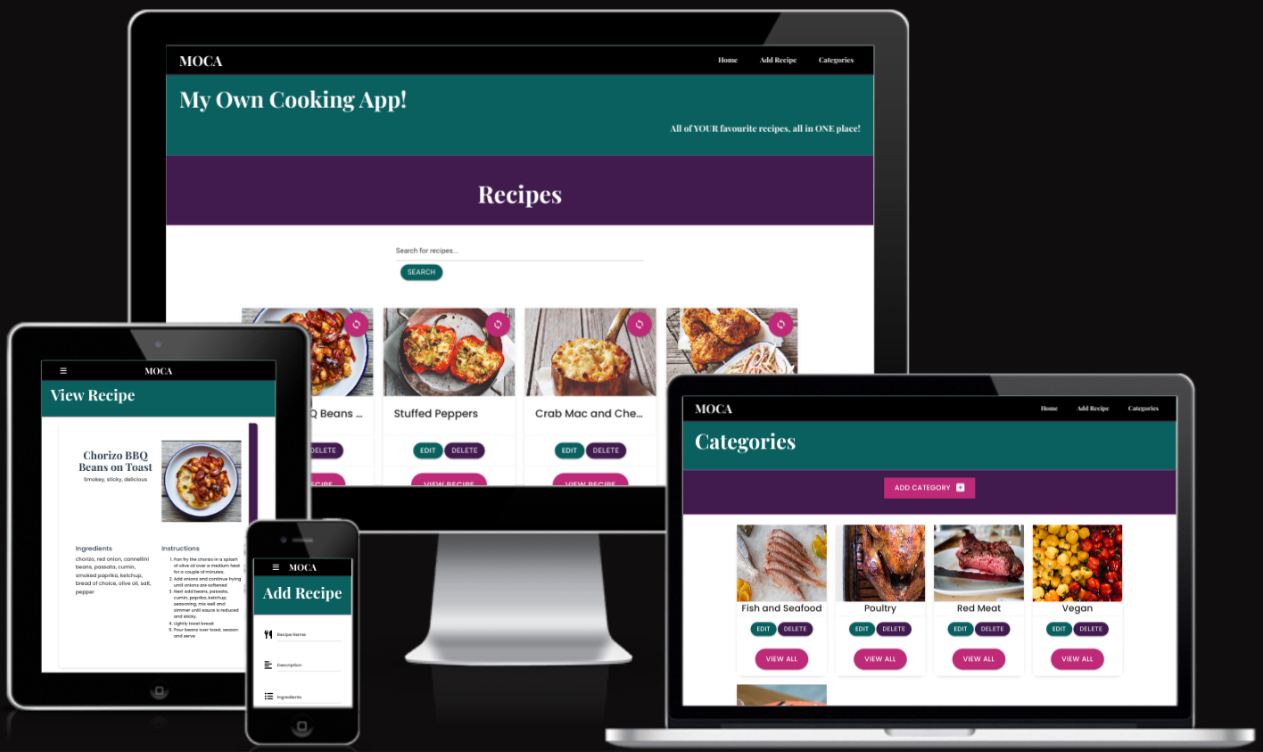 MOCA
Home Add Recipe Categories
My Own Cooking App!
All of YOUR favourite recipes, all in ONE place!
Recipes
Search for recipes...
SEARCH
Q Beans ...
Stuffed Peppers
Crab Mac and Che...
DELETE
EDIT DELETE
EDIT DELETE
VIEW RECIPE
VIEW RECIPE
MOCA
View Recipe
Chorizo BBQ
Beans on Toast
Smokey, sticky, delicious
Ingredients
chorizo, red onion, cannellini
beans, passata, cumin,
smoked paprika, ketchup,
bread of choice, olive oil, salt,
pepper
Instructions
1. Pan fry the chorizo in a splash
of olive oil over a medium heat
for a couple of minutes.
2. Add onions and continue frying
until onions are softened
3. Next add beans, passata,
cumin, paprika, ketchup,
seasoning, mix well and
simmer until sauce is reduced
and sticky.
4. Lightly toast bread
5. Pour beans over toast, season
and serve
MOCA
Add Recipe
Recipe Name
Description
Ingredients
MOCA
Home Add Recipe Categories
Categories
ADD CATEGORY
Fish and Seafood
Poultry
Red Meat
Vegan
EDIT DELETE
EDIT DELETE
EDIT DELETE
EDIT DELETE
VIEW ALL
VIEW ALL
VIEW ALL
VIEW ALL